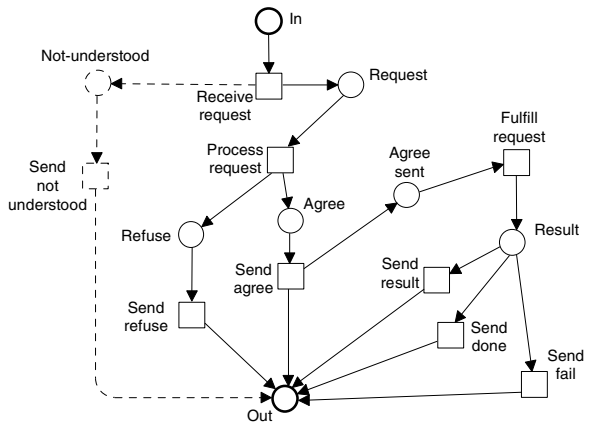 In
Not-understood
Request
Receive
request
Fulfill
request
Process
request
Agree
sent
Send
not
understood
Agree
Refuse
Result
Send
agree
Send
result
Send
refuse
Send
done
Send
fail
Out